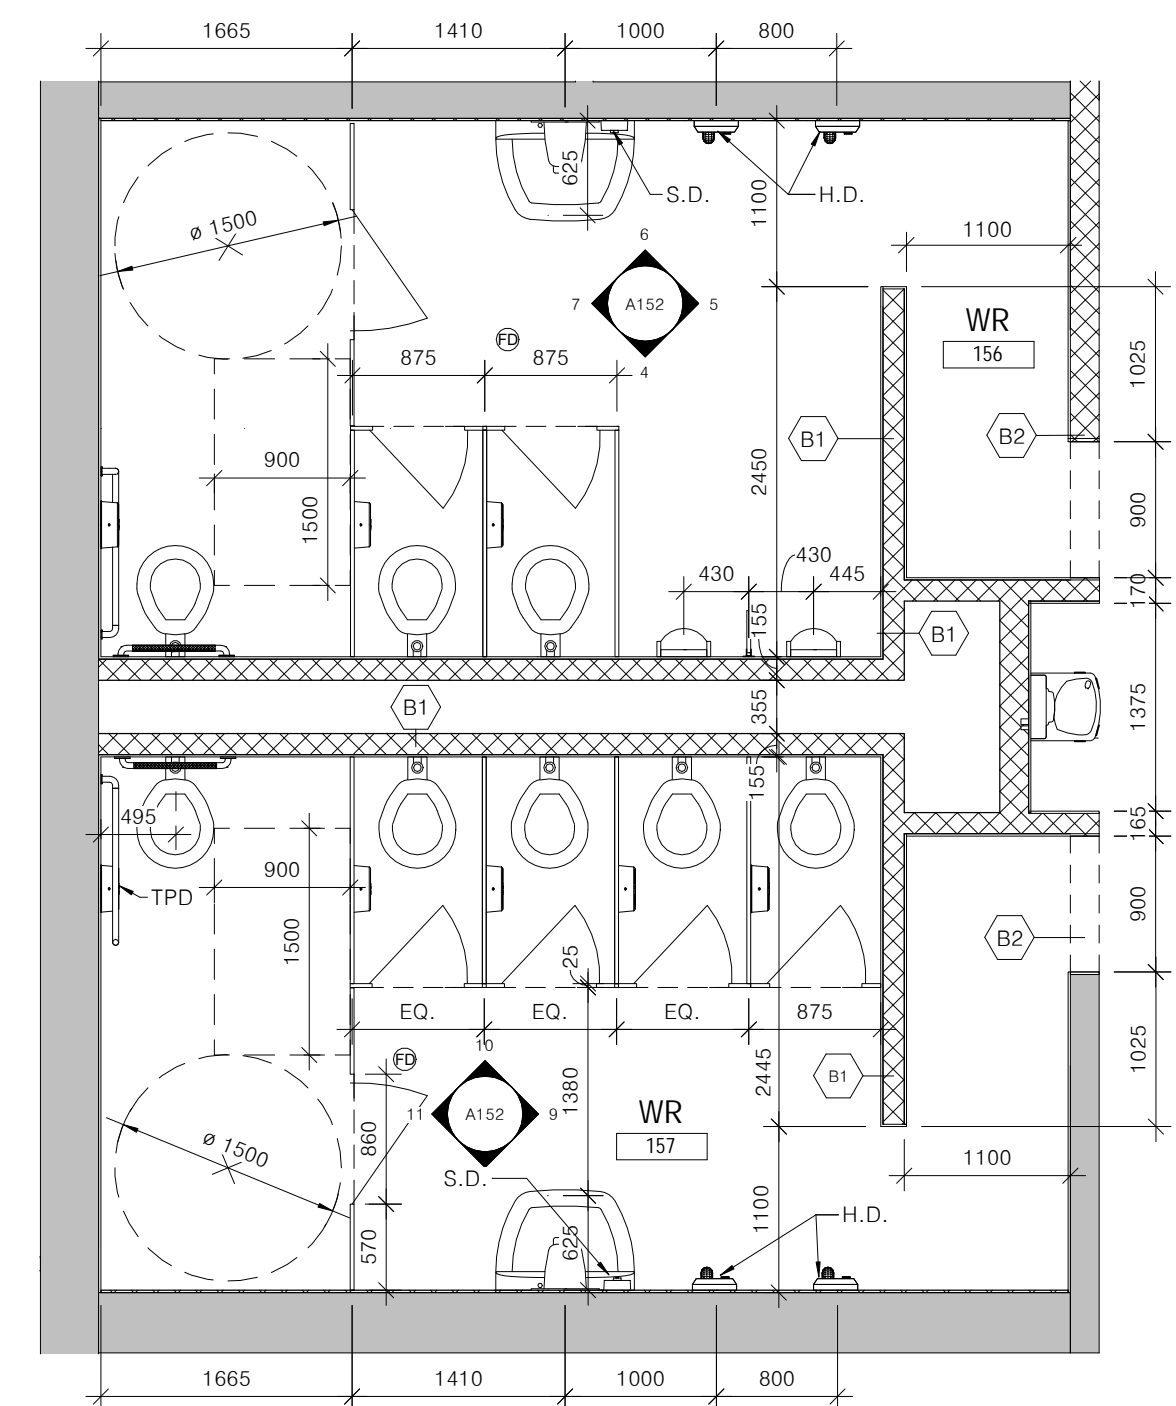 1665 1410 1000 800
ø 1500
625
S.D.
H.D.
1100
1100
6
7 A152 5
4
FD
WR
156
875 875
1025
B1
B2
900
1500
2450
900
430
430 445
155
170
B1
B1
355
1375
155
495
165
900
TPD
1500
900
B2
25
EQ. EQ. EQ. 875
FD
10
11 A152 9
1380
2445
B1
1025
WR
157
860
ø 1500
S.D.
1100
1100
H.D.
570
625
1665 1410 1000 800